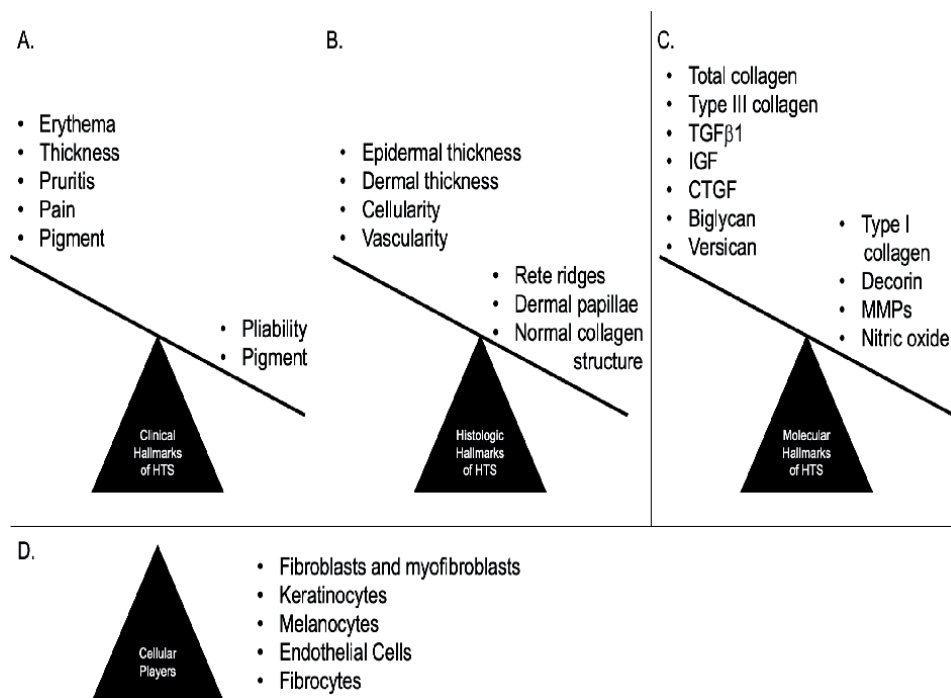 A.
• Erythema
• Thickness
• Pruritis
• Pain
• Pigment
• Pliability
• Pigment
Clinical
Hallmarks
of HTS
B.
• Epidermal thickness
• Dermal thickness
• Cellularity
• Vascularity
• Rete ridges
• Dermal papillae
• Normal collagen
structure
Histologic
Hallmarks
of HTS
C.
• Total collagen
• Type III collagen
• TGFβ1
• IGF
• CTGF
• Biglycan
• Versican
• Type I
collagen
• Decorin
• MMPs
• Nitric oxide
Molecular
Hallmarks
of HTS
D.
Cellular
Players
• Fibroblasts and myofibroblasts
• Keratinocytes
• Melanocytes
• Endothelial Cells
• Fibrocytes